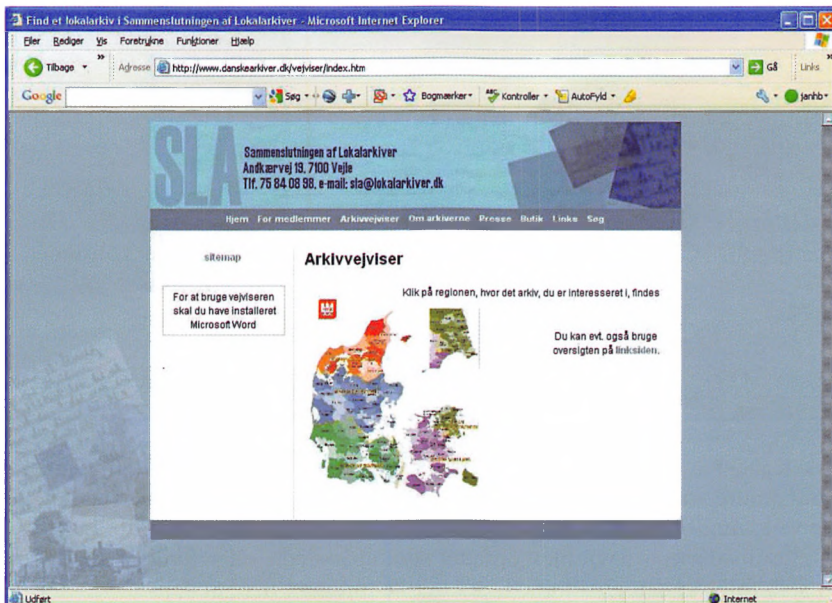 Find et lokalarkiv i Sammenslutningen af Lokalarkiver - Microsoft Internet Explorer
Filer Rediger Vis Foretrukne Funktioner Hjælp
Tilbage » Adresse http://www.danskearkiver.dk/vejviser/index.htm Gå Links »
Google Søg Bogmærker Kontroller AutoFyld janhb
SLA
Sammenslutningen af Lokalarkiver
Andkærvej 19, 7100 Vejle
Tlf. 75 84 08 98, e-mail: sla@lokalarkiver.dk
Hjem For medlemmer Arkivvejviser Om arkiverne Presse Butik Links Søg
sitemap
For at bruge vejviseren
skal du have installeret
Microsoft Word
Arkivvejviser
Klik på regionen, hvor det arkiv, du er interesseret i, findes
Du kan evt. også bruge
oversigten på linksiden.
Udført Internet